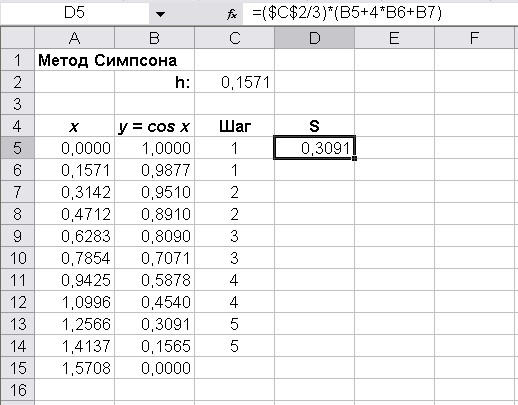 D5 fx =($C$2/3)*(B5+4*B6+B7)
A B C D E F
1 Метод Симпсона
2 h: 0,1571
3
4 x y = cos x Шаг S
5 0,0000 1,0000 1 0,3091
6 0,1571 0,9877 1
7 0,3142 0,9510 2
8 0,4712 0,8910 2
9 0,6283 0,8090 3
10 0,7854 0,7071 3
11 0,9425 0,5878 4
12 1,0996 0,4540 4
13 1,2566 0,3091 5
14 1,4137 0,1565 5
15 1,5708 0,0000
16